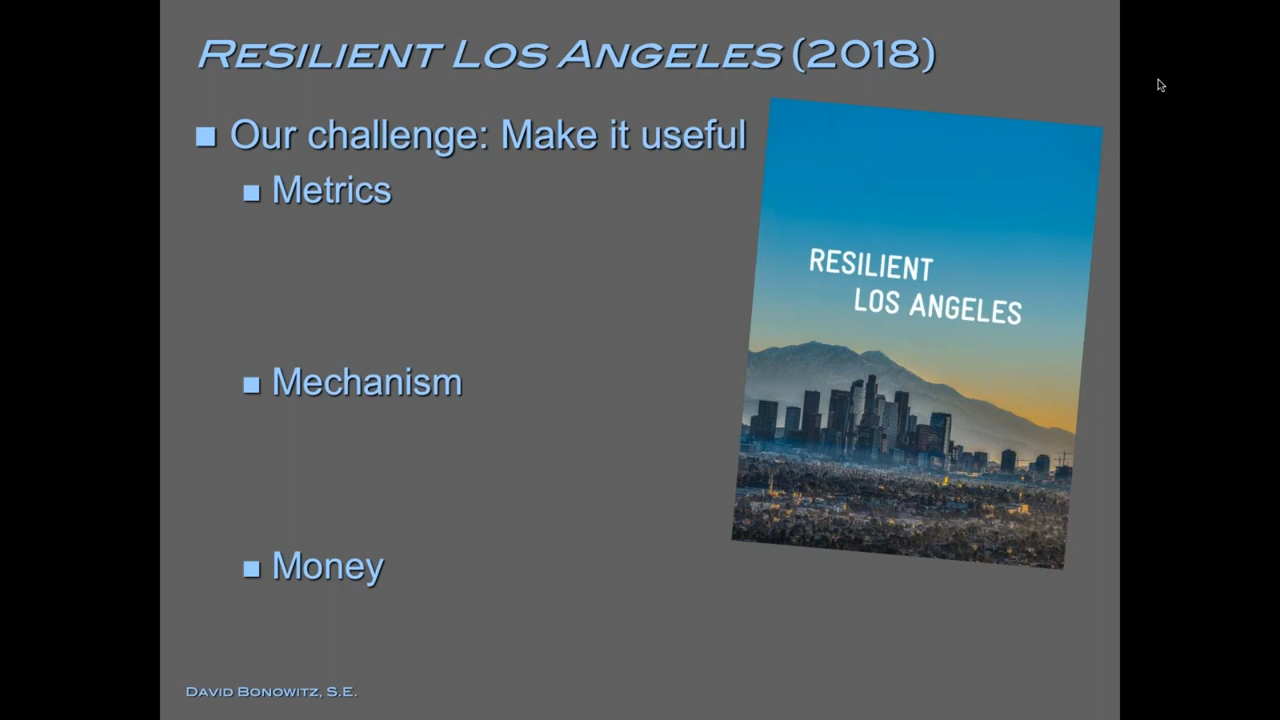 Resilient Los Angeles (2018)
Our challenge: Make it useful
Metrics
RESILIENT
LOS ANGELES
Mechanism
Money
David Bonowitz, S.E.